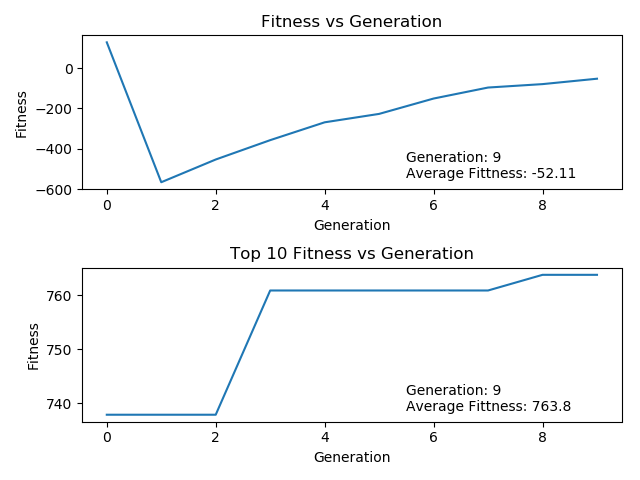 Fitness vs Generation
Fitness
0
−200
−400
−600
Generation: 9
Average Fittness: -52.11
0 2 4 6 8
Generation
Top 10 Fitness vs Generation
Fitness
760
750
740
Generation: 9
Average Fittness: 763.8
0 2 4 6 8
Generation